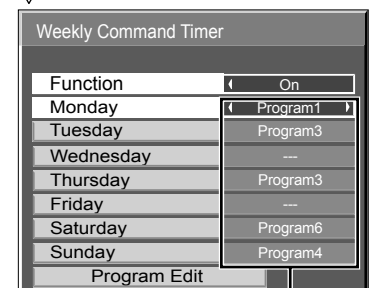 Weekly Command Timer
Function On
Monday Program1
Tuesday Program3
Wednesday ---
Thursday Program3
Friday ---
Saturday Program6
Sunday Program4
Program Edit